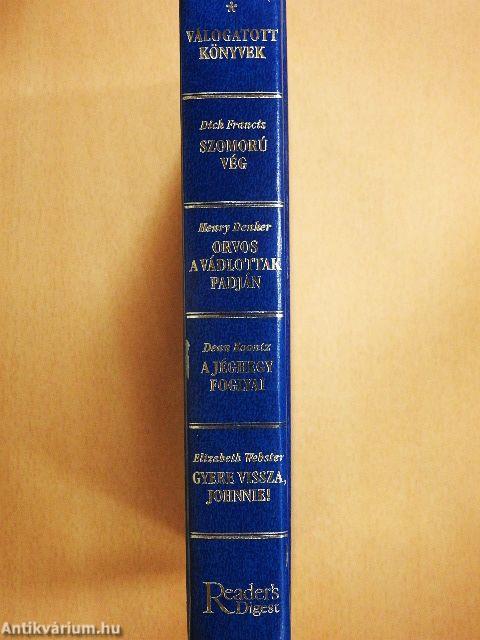 *
VÁLOGATOTT
KÖNYVEK
Dick Francis
SZOMORÚ
VÉG
Henry Denker
ORVOS
A VÁDLOTTAK
PADJÁN
Dean Koontz
A JÉGHEGY
FOGLYAI
Elizabeth Webster
GYERE VISSZA,
JOHNNIE!
Reader's
Digest
Antikvárium.hu